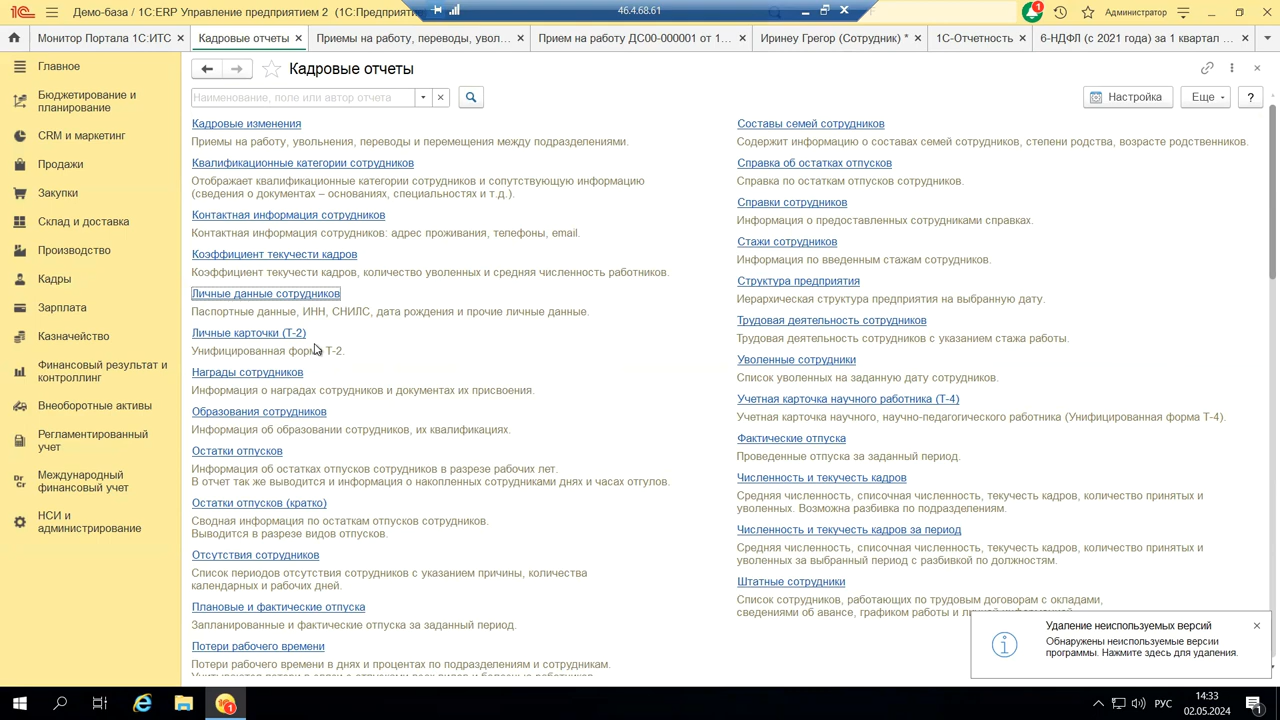 Демо-база / 1С:ERP Управление предприятием 2 (1С:Предприят
46.4.68.61
1
Администратор
Монитор Портала 1С:ИТС
Кадровые отчеты
Приемы на работу, переводы, увол...
Прием на работу ДС00-000001 от 1...
Иринеу Грегор (Сотрудник) *
1С-Отчетность
6-НДФЛ (с 2021 года) за 1 квартал ...
Главное
Бюджетирование и
планирование
CRM и маркетинг
Продажи
Закупки
Склад и доставка
Производство
Кадры
Зарплата
Казначейство
Финансовый результат и
контроллинг
Внеоборотные активы
Регламентированный
учет
Международный
финансовый учет
НСИ и
администрирование
Кадровые отчеты
Наименование, поле или автор отчета
Настройка
Еще
?
Кадровые изменения
Приемы на работу, увольнения, переводы и перемещения между подразделениями.
Квалификационные категории сотрудников
Отображает квалификационные категории сотрудников и сопутствующую информацию
(сведения о документах – основаниях, специальностях и т.д.).
Контактная информация сотрудников
Контактная информация сотрудников: адрес проживания, телефоны, email.
Коэффициент текучести кадров
Коэффициент текучести кадров, количество уволенных и средняя численность работников.
Личные данные сотрудников
Паспортные данные, ИНН, СНИЛС, дата рождения и прочие личные данные.
Личные карточки (Т-2)
Унифицированная форма Т-2.
Награды сотрудников
Информация о наградах сотрудников и документах их присвоения.
Образования сотрудников
Информация об образовании сотрудников, их квалификациях.
Остатки отпусков
Информация об остатках отпусков сотрудников в разрезе рабочих лет.
В отчет так же выводится и информация о накопленных сотрудниками днях и часах отгулов.
Остатки отпусков (кратко)
Сводная информация по остаткам отпусков сотрудников.
Выводится в разрезе видов отпусков.
Отсутствия сотрудников
Список периодов отсутствия сотрудников с указанием причины, количества
календарных и рабочих дней.
Плановые и фактические отпуска
Запланированные и фактические отпуска за заданный период.
Потери рабочего времени
Потери рабочего времени в днях и процентах по подразделениям и сотрудникам.
Составы семей сотрудников
Содержит информацию о составах семей сотрудников, степени родства, возрасте родственников.
Справка об остатках отпусков
Справка по остаткам отпусков сотрудников.
Справки сотрудников
Информация о предоставленных сотрудниками справках.
Стажи сотрудников
Информация по введенным стажам сотрудников.
Структура предприятия
Иерархическая структура предприятия на выбранную дату.
Трудовая деятельность сотрудников
Трудовая деятельность сотрудников с указанием стажа работы.
Уволенные сотрудники
Список уволенных на заданную дату сотрудников.
Учетная карточка научного работника (Т-4)
Учетная карточка научного, научно-педагогического работника (Унифицированная форма Т-4).
Фактические отпуска
Проведенные отпуска за заданный период.
Численность и текучесть кадров
Средняя численность, списочная численность, текучесть кадров, количество принятых и
уволенных. Возможна разбивка по подразделениям.
Численность и текучесть кадров за период
Средняя численность, списочная численность, текучесть кадров, количество принятых и
уволенных за выбранный период с разбивкой по должностям.
Штатные сотрудники
Список сотрудников, работающих по трудовым договорам с окладами,
сведениями об авансе, графиком работы и
Удаление неиспользуемых версий
Обнаружены неиспользуемые версии
программы. Нажмите здесь для удаления.
РУС
14:33
02.05.2024
1